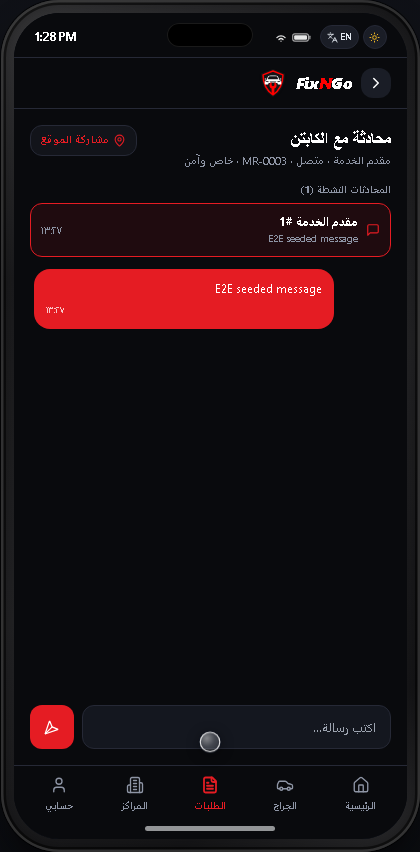 1:28 PM
EN
FixNGo
محادثة مع الكابتن
مشاركة الموقع
مقدم الخدمة · متصل · MR-0003 · خاص وآمن
المحادثات النشطة (1)
مقدم الخدمة #1
١٣:٢٧
E2E seeded message
E2E seeded message
١٣:٢٧
اكتب رسالة...
الرئيسية
الجراج
الطلبات
المراكز
حسابي